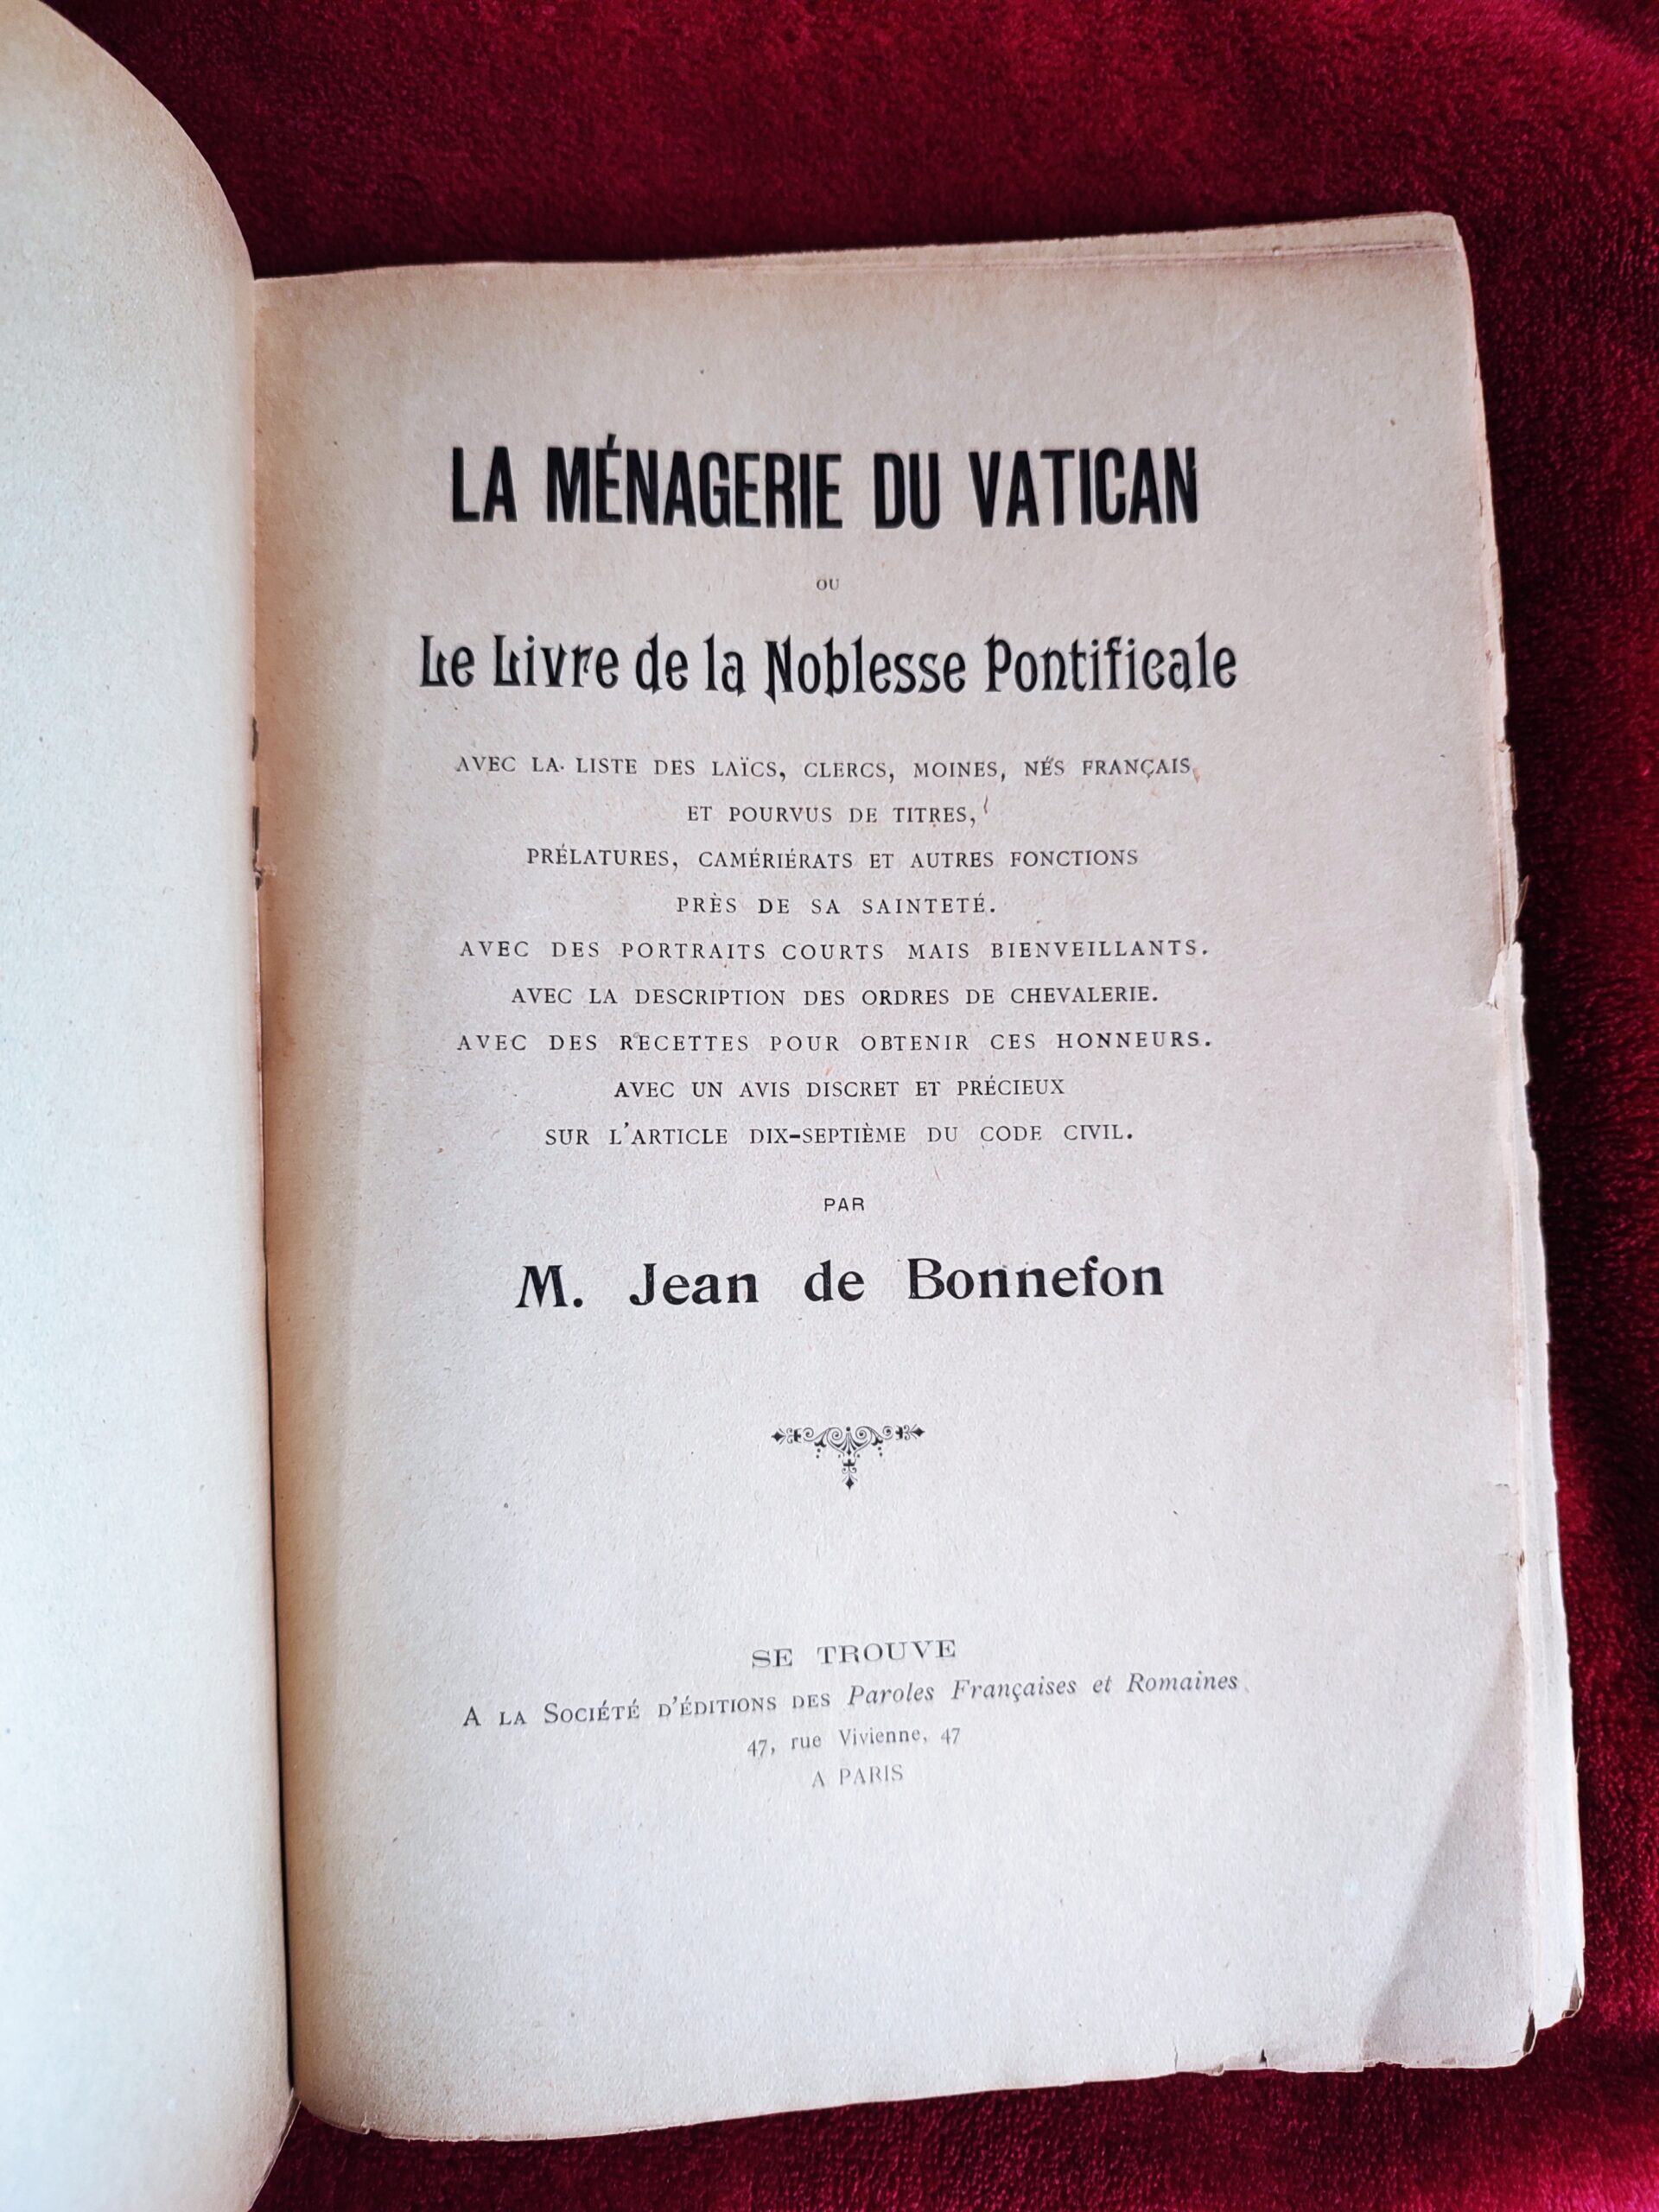 LA MÉNAGERIE DU VATICAN
OU
Le Livre de la Noblesse Pontificale
AVEC LA LISTE DES LAÏCS, CLERCS, MOINES, NÉS FRANÇAIS
ET POURVUS DE TITRES,
PRÉLATURES, CAMÉRIÉRATS ET AUTRES FONCTIONS
PRÈS DE SA SAINTETÉ.
AVEC DES PORTRAITS COURTS MAIS BIENVEILLANTS.
AVEC LA DESCRIPTION DES ORDRES DE CHEVALERIE.
AVEC DES RECETTES POUR OBTENIR CES HONNEURS.
AVEC UN AVIS DISCRET ET PRÉCIEUX
SUR L'ARTICLE DIX-SEPTIÈME DU CODE CIVIL.
PAR
M. Jean de Bonnefon
SE TROUVE
A LA SOCIÉTÉ D'ÉDITIONS DES Paroles Françaises et Romaines
47, rue Vivienne, 47
A PARIS